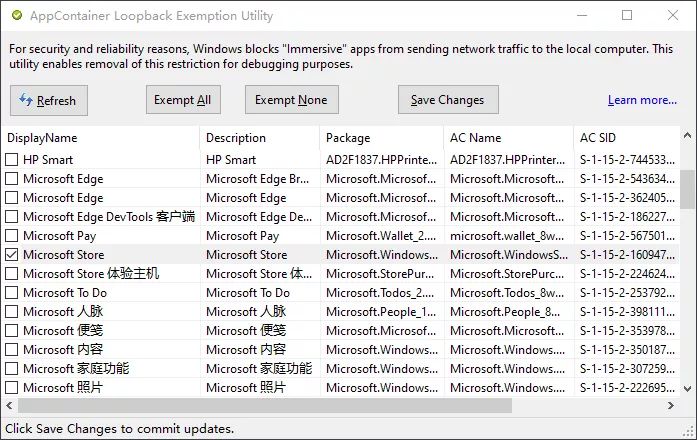 AppContainer Loopback Exemption Utility
For security and reliability reasons, Windows blocks "Immersive" apps from sending network traffic to the local computer. This
utility enables removal of this restriction for debugging purposes.
Refresh Exempt All Exempt None Save Changes Learn more...
DisplayName Description Package AC Name AC SID
HP Smart HP Smart AD2F1837.HPPrinte... AD2F1837.HPPrinter... S-1-15-2-744533...
Microsoft Edge Microsoft Edge Br... Microsoft.Microsof... Microsoft.Microsof... S-1-15-2-543634...
Microsoft Edge Microsoft Edge Microsoft.Microsof... Microsoft.Microsof... S-1-15-2-362405...
Microsoft Edge DevTools 客户端 Microsoft Edge De... Microsoft.Microsof... Microsoft.Microsof... S-1-15-2-186227...
Microsoft Pay Microsoft Pay Microsoft.Wallet_2.... microsoft.wallet_8w... S-1-15-2-567501...
Microsoft Store Microsoft Store Microsoft.Windows... Microsoft.WindowsS... S-1-15-2-160947...
Microsoft Store 体验主机 Microsoft Store 体... Microsoft.StorePur... Microsoft.StorePurc... S-1-15-2-224624...
Microsoft To Do Microsoft To Do Microsoft.Todos_2.... Microsoft.Todos_8w... S-1-15-2-253792...
Microsoft 人脉 Microsoft 人脉 Microsoft.People_1... Microsoft.People_8... S-1-15-2-398111...
Microsoft 便笺 Microsoft 便笺 Microsoft.Microsof... Microsoft.Microsof... S-1-15-2-353978...
Microsoft 内容 Microsoft 内容 Microsoft.Windows... Microsoft.Windows... S-1-15-2-350187...
Microsoft 家庭功能 Microsoft 家庭功能 Microsoft.Windows... Microsoft.Windows... S-1-15-2-307259...
Microsoft 照片 Microsoft 照片 Microsoft.Windows... Microsoft.Windows... S-1-15-2-222695...
Click Save Changes to commit updates.